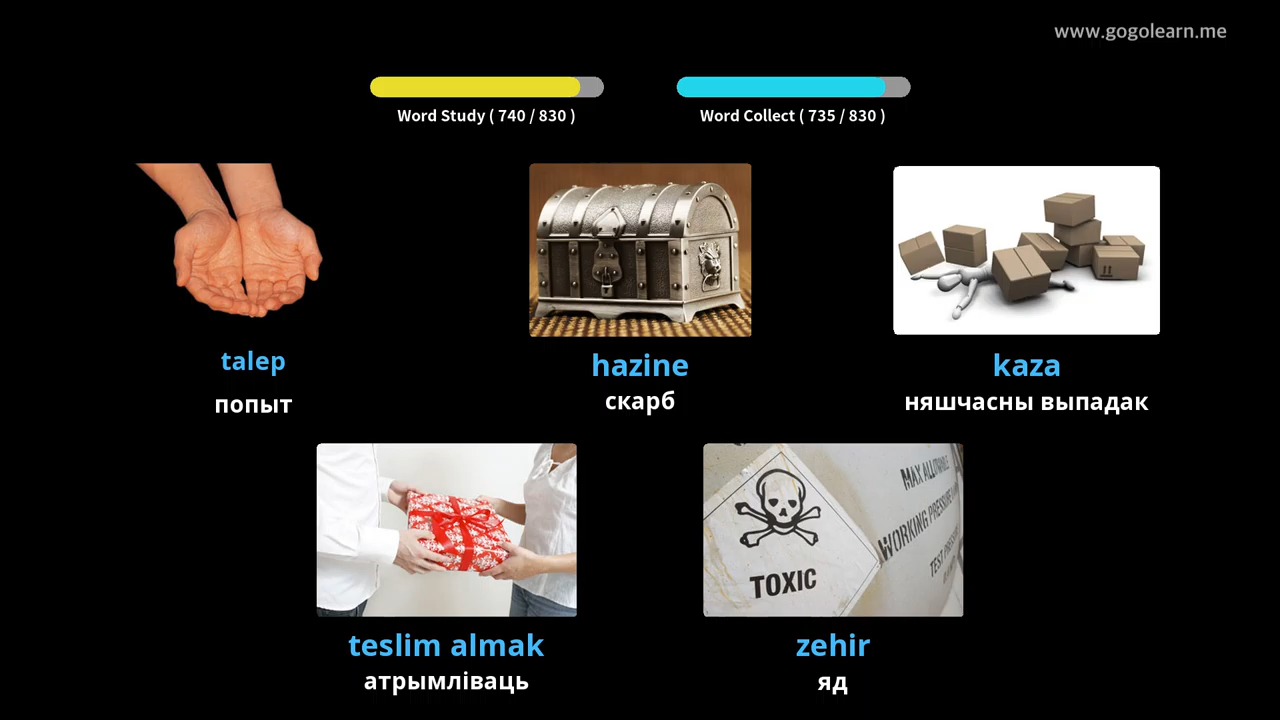 www.gogolearn.me
Word Study ( 740 / 830 )
Word Collect ( 735 / 830 )
talep
попыт
hazine
скарб
kaza
няшчасны выпадак
TOXIC
MAX ALLOWABLE
WORKING PRESSURE
TEST PRESSURE
teslim almak
атрымліваць
zehir
яд